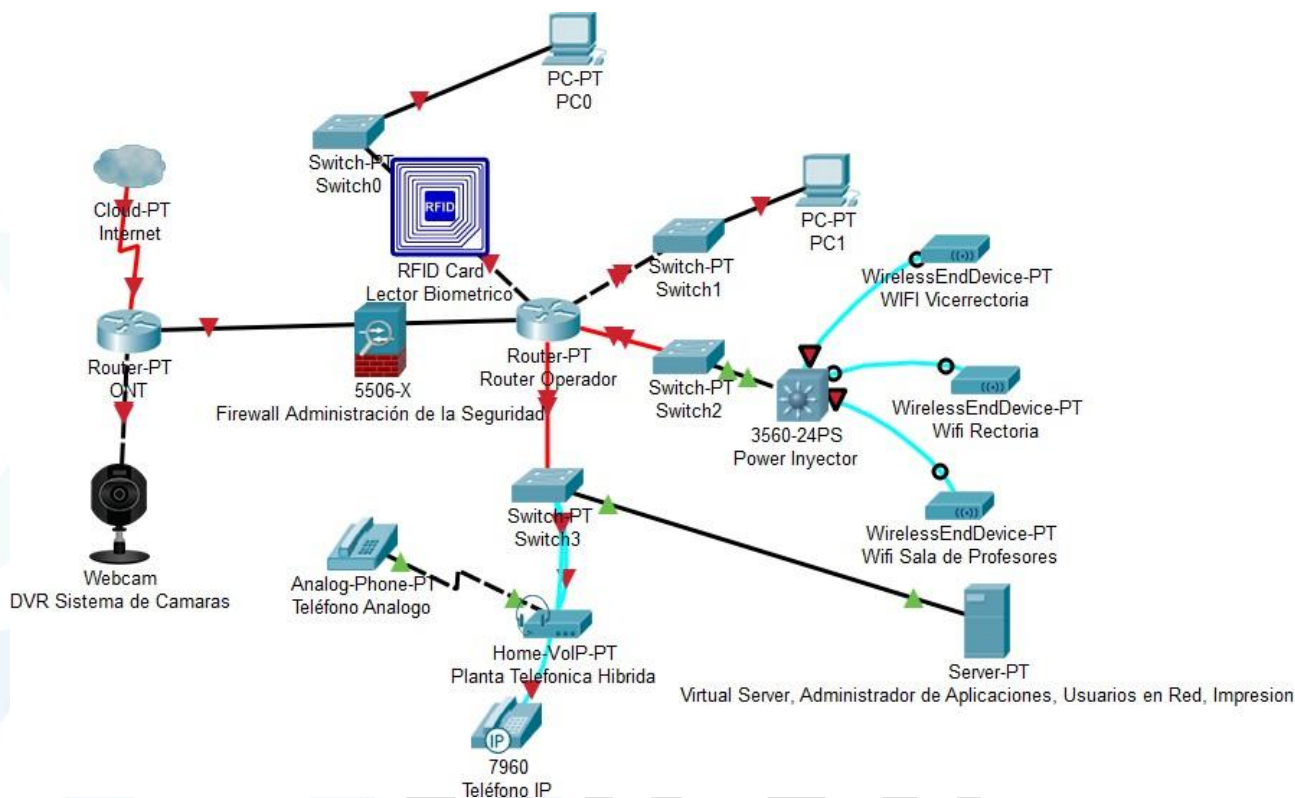 PC-PT
PC0
Switch-PT
Switch0
Cloud-PT
Internet
RFID
RFID Card
Lector Biometrico
PC-PT
PC1
Switch-PT
Switch1
WirelessEndDevice-PT
WIFI Vicerrectoria
Router-PT
ONT
5506-X
Firewall Administración de la Seguridad
Router-PT
Router Operador
Switch-PT
Switch2
3560-24PS
Power Inyector
WirelessEndDevice-PT
Wifi Rectoria
Switch-PT
Switch3
WirelessEndDevice-PT
Wifi Sala de Profesores
Webcam
DVR Sistema de Camaras
Analog-Phone-PT
Teléfono Analogo
Home-VoIP-PT
Planta Telefonica Hibrida
Server-PT
Virtual Server, Administrador de Aplicaciones, Usuarios en Red, Impresion
IP
7960
Teléfono IP